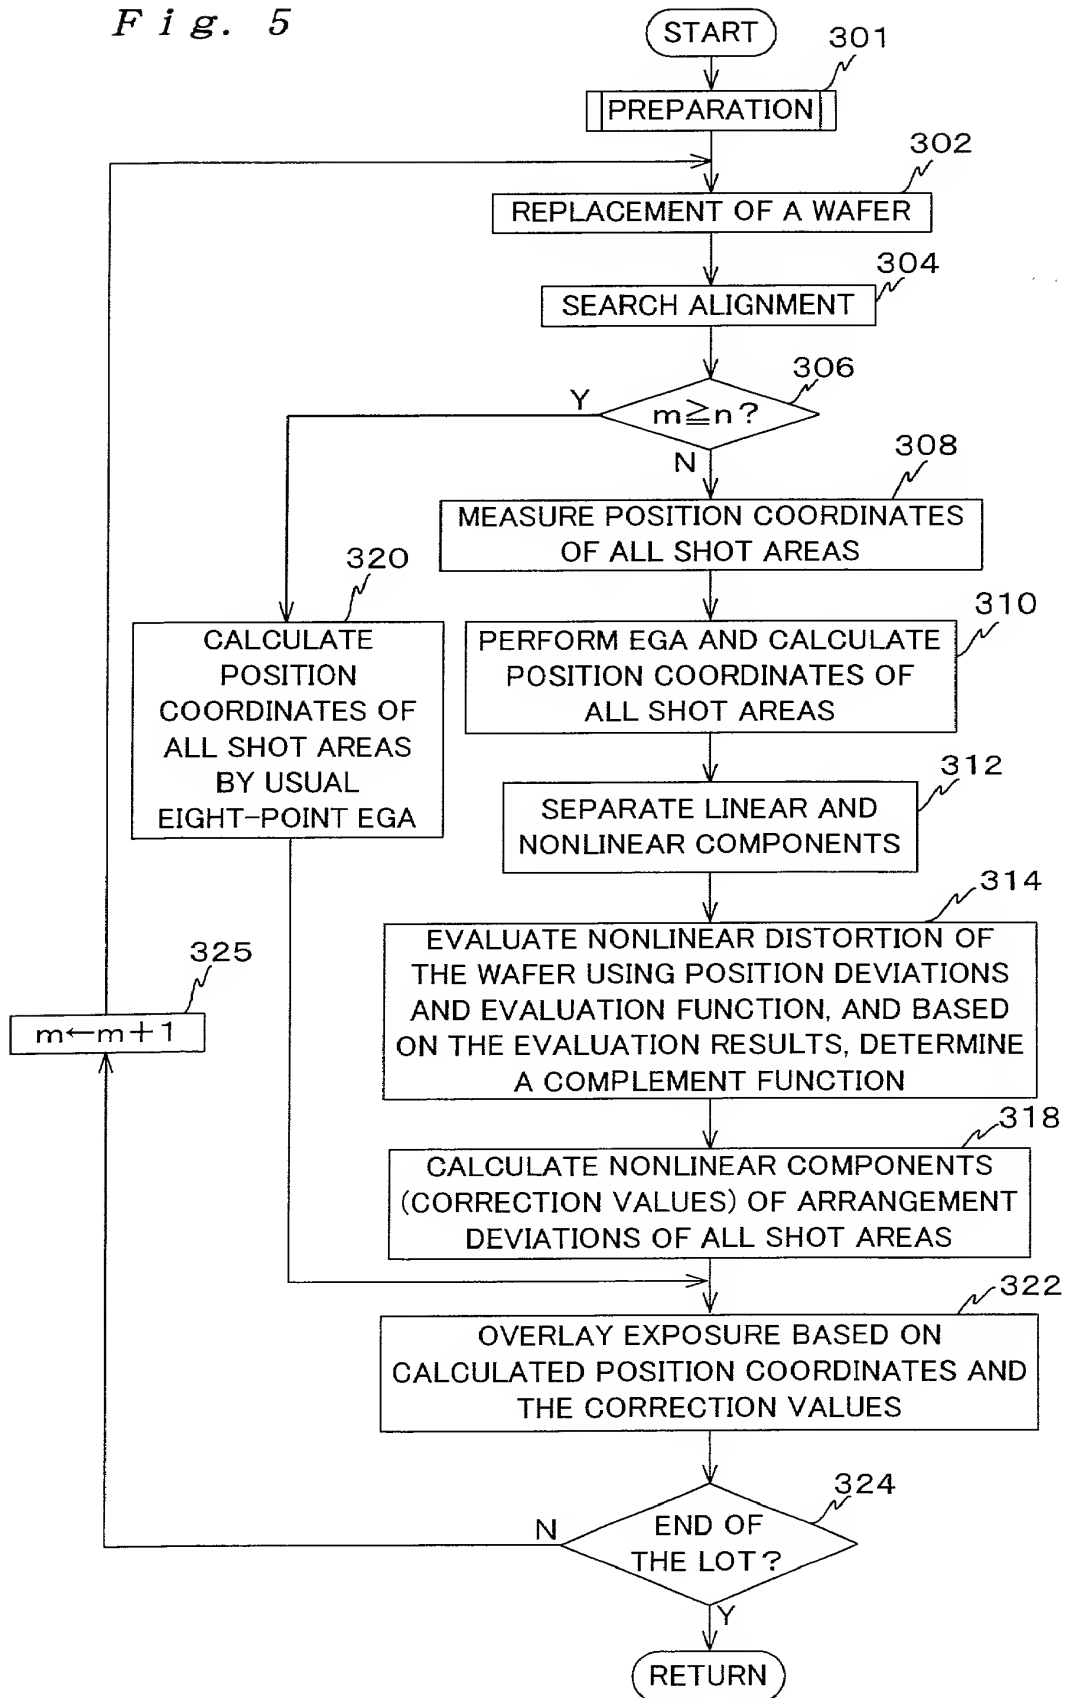 Fig. 5
START
301
PREPARATION
302
REPLACEMENT OF A WAFER
304
SEARCH ALIGNMENT
306
Y
m≧n?
N
308
MEASURE POSITION COORDINATES
OF ALL SHOT AREAS
320
CALCULATE
POSITION
COORDINATES OF
ALL SHOT AREAS
BY USUAL
EIGHT-POINT EGA
310
PERFORM EGA AND CALCULATE
POSITION COORDINATES OF
ALL SHOT AREAS
312
SEPARATE LINEAR AND
NONLINEAR COMPONENTS
314
EVALUATE NONLINEAR DISTORTION OF
THE WAFER USING POSITION DEVIATIONS
AND EVALUATION FUNCTION, AND BASED
ON THE EVALUATION RESULTS, DETERMINE
A COMPLEMENT FUNCTION
325
m←m+1
318
CALCULATE NONLINEAR COMPONENTS
(CORRECTION VALUES) OF ARRANGEMENT
DEVIATIONS OF ALL SHOT AREAS
322
OVERLAY EXPOSURE BASED ON
CALCULATED POSITION COORDINATES AND
THE CORRECTION VALUES
324
N
END OF
THE LOT?
Y
RETURN